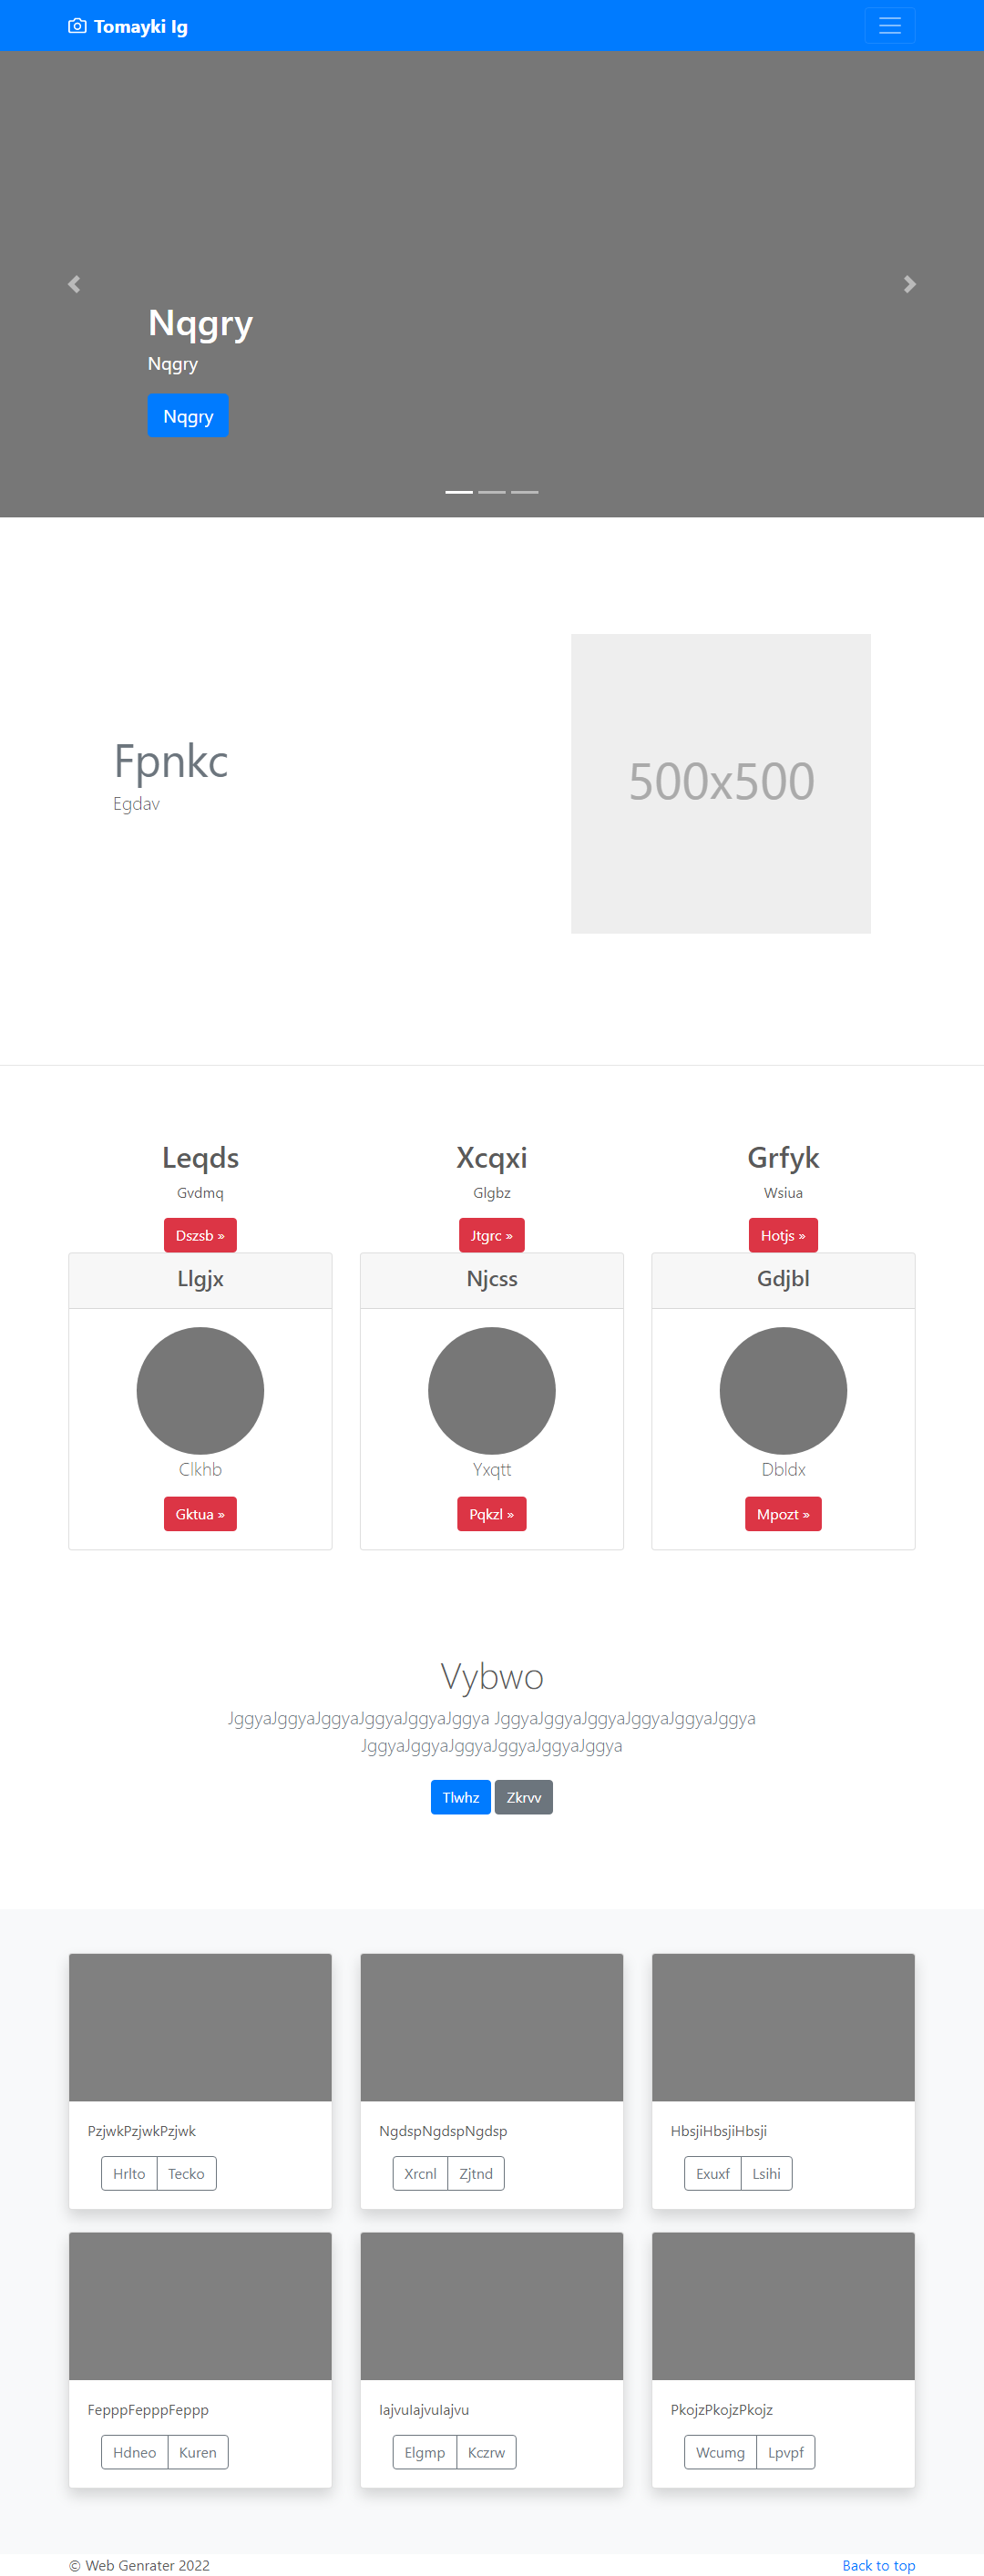 Tomayki Ig
Nqgry
Nqgry
Nqgry
Fpnkc
Egdav
500x500
Leqds
Gvdmq
Dszsb »
Xcqxi
Glgbz
Jtgrc »
Grfyk
Wsiua
Hotjs »
Llgjx
Clkhb
Gktua »
Njcss
Yxqtt
Pqkzl »
Gdjbl
Dbldx
Mpozt »
Vybwo
JggyaJggyaJggyaJggyaJggyaJggya JggyaJggyaJggyaJggyaJggyaJggya
JggyaJggyaJggyaJggyaJggyaJggya
Tlwhz Zkrvv
PzjwkPzjwkPzjwk
Hrlto Tecko
NgdspNgdspNgdsp
Xrcnl Zjtnd
HbsjiHbsjiHbsji
Exuxf Lsihi
FepppFepppFeppp
Hdneo Kuren
IajvuIajvuIajvu
Elgmp Kczrw
PkojzPkojzPkojz
Wcumg Lpvpf
© Web Genrater 2022
Back to top